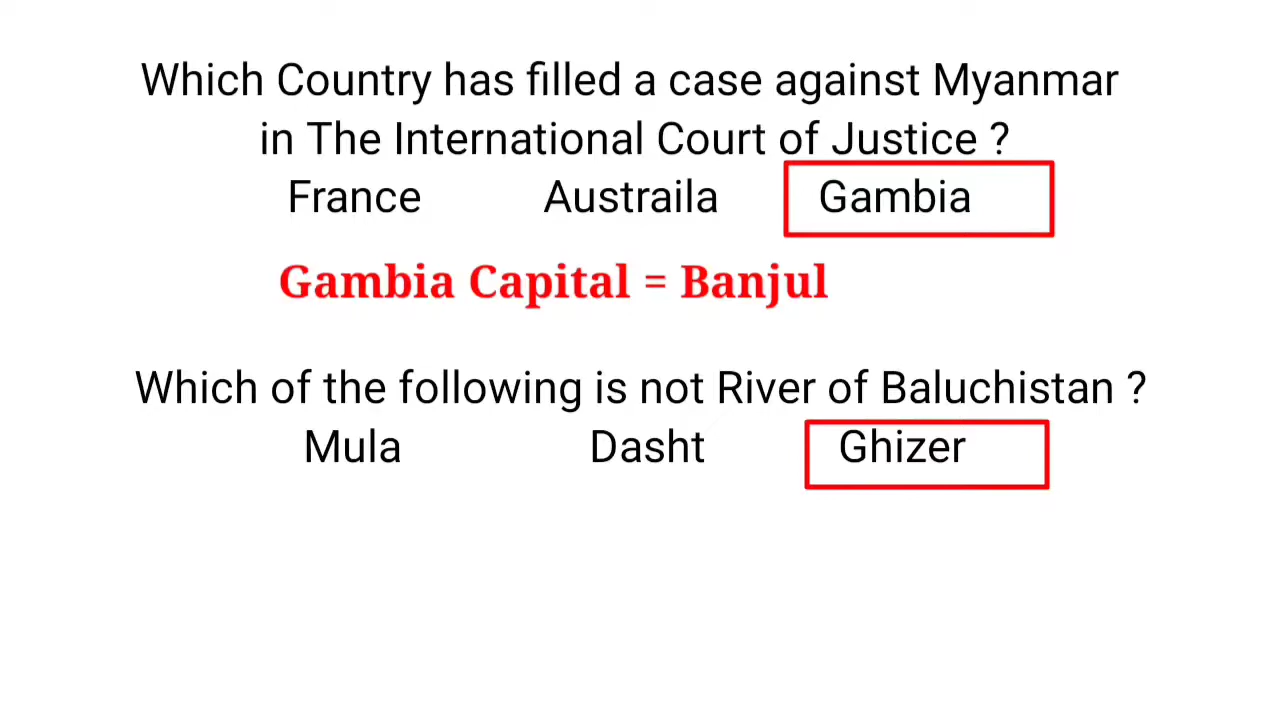 Which Country has filled a case against Myanmar
in The International Court of Justice ?
France Austraila Gambia
Gambia Capital = Banjul
Which of the following is not River of Baluchistan ?
Mula Dasht Ghizer